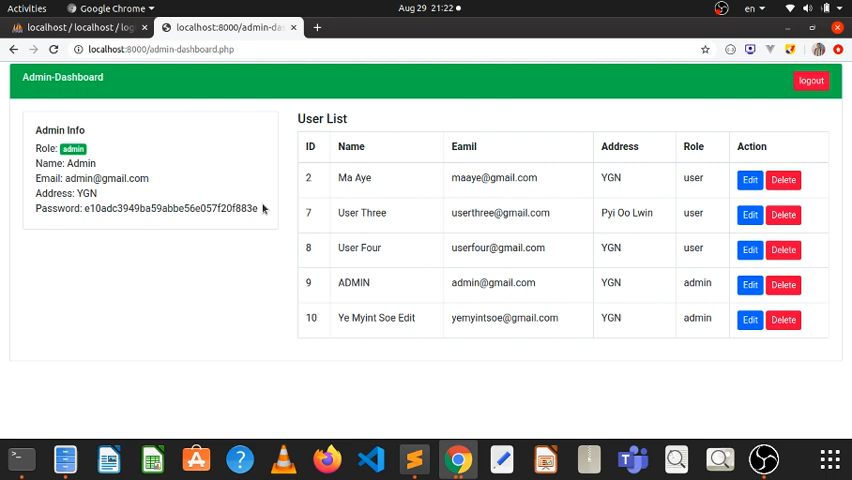 Activities Google Chrome Aug 29 21:22 en
localhost / localhost / log localhost:8000/admin-das
localhost:8000/admin-dashboard.php
Admin-Dashboard logout
Admin Info
Role: admin
Name: Admin
Email: admin@gmail.com
Address: YGN
Password: e10adc3949ba59abbe56e057f20f883e
User List
ID Name Eamil Address Role Action
2 Ma Aye maaye@gmail.com YGN user Edit Delete
7 User Three userthree@gmail.com Pyi Oo Lwin user Edit Delete
8 User Four userfour@gmail.com YGN user Edit Delete
9 ADMIN admin@gmail.com YGN admin Edit Delete
10 Ye Myint Soe Edit yemyintsoe@gmail.com YGN admin Edit Delete